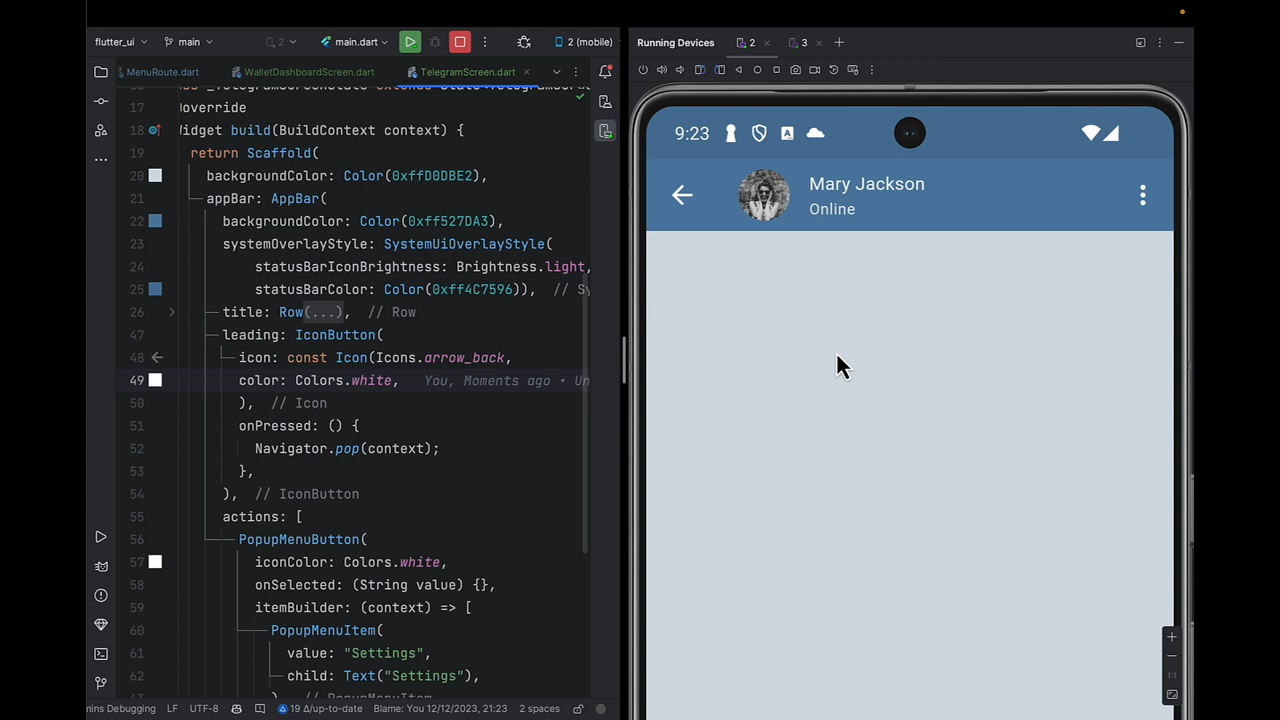 flutter_ui
main
2
main.dart
2 (mobile)
Running Devices
2
3
MenuRoute.dart
WalletDashboardScreen.dart
TelegramScreen.dart
17
override
18
Widget build(BuildContext context) {
19
return Scaffold(
20
backgroundColor: Color(0xffD0DBE2),
21
appBar: AppBar(
22
backgroundColor: Color(0xff527DA3),
23
systemOverlayStyle: SystemUiOverlayStyle(
24
statusBarIconBrightness: Brightness.light,
25
statusBarColor: Color(0xff4C7596)), // Sy
26
title: Row(...), // Row
47
leading: IconButton(
48
icon: const Icon(Icons.arrow_back,
49
color: Colors.white, You, Moments ago • Un
50
), // Icon
51
onPressed: () {
52
Navigator.pop(context);
53
},
54
), // IconButton
55
actions: [
56
PopupMenuButton(
57
iconColor: Colors.white,
58
onSelected: (String value) {},
59
itemBuilder: (context) => [
60
PopupMenuItem(
61
value: "Settings",
62
child: Text("Settings"),
) // PopupMenuItem
9:23
A
Mary Jackson
Online
1:1
mins Debugging
LF
UTF-8
19 Δ/up-to-date
Blame: You 12/12/2023, 21:23
2 spaces